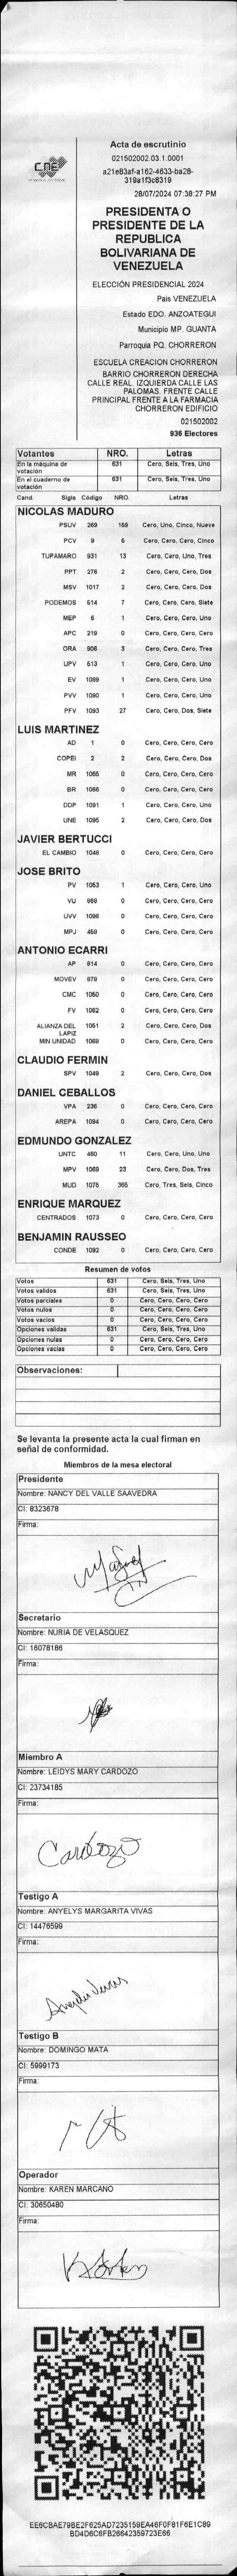 CNE
Acta de escrutinio
021502002.03.1.0001
a21e83af-a162-4633-ba28-
319a1f3c8319
28/07/2024 07:38:27 PM
PRESIDENTA O
PRESIDENTE DE LA
REPUBLICA
BOLIVARIANA DE
VENEZUELA
ELECCIÓN PRESIDENCIAL 2024
Pais VENEZUELA
Estado EDO. ANZOATEGUI
Municipio MP. GUANTA
Parroquia PQ. CHORRERON
ESCUELA CREACION CHORRERON
BARRIO CHORRERON DERECHA
CALLE REAL. IZQUIERDA CALLE LAS
PALOMAS. FRENTE CALLE
PRINCIPAL FRENTE A LA FARMACIA
CHORRERON EDIFICIO
021502002
936 Electores
Votantes NRO. Letras
En la máquina de votación 631 Cero, Seis, Tres, Uno
En el cuaderno de votación 631 Cero, Seis, Tres, Uno
Cand. Sigla Código NRO. Letras
NICOLAS MADURO
PSUV 269 159 Cero, Uno, Cinco, Nueve
PCV 9 5 Cero, Cero, Cero, Cinco
TUPAMARO 931 13 Cero, Cero, Uno, Tres
PPT 276 2 Cero, Cero, Cero, Dos
MSV 1017 2 Cero, Cero, Cero, Dos
PODEMOS 514 7 Cero, Cero, Cero, Siete
MEP 6 1 Cero, Cero, Cero, Uno
APC 219 0 Cero, Cero, Cero, Cero
ORA 906 3 Cero, Cero, Cero, Tres
UPV 513 1 Cero, Cero, Cero, Uno
EV 1089 1 Cero, Cero, Cero, Uno
PVV 1090 1 Cero, Cero, Cero, Uno
PFV 1093 27 Cero, Cero, Dos, Siete
LUIS MARTINEZ
AD 1 0 Cero, Cero, Cero, Cero
COPEI 2 2 Cero, Cero, Cero, Dos
MR 1065 0 Cero, Cero, Cero, Cero
BR 1066 0 Cero, Cero, Cero, Cero
DDP 1091 1 Cero, Cero, Cero, Uno
UNE 1095 2 Cero, Cero, Cero, Dos
JAVIER BERTUCCI
EL CAMBIO 1048 0 Cero, Cero, Cero, Cero
JOSE BRITO
PV 1053 1 Cero, Cero, Cero, Uno
VU 868 0 Cero, Cero, Cero, Cero
UVV 1096 0 Cero, Cero, Cero, Cero
MPJ 459 0 Cero, Cero, Cero, Cero
ANTONIO ECARRI
AP 814 0 Cero, Cero, Cero, Cero
MOVEV 878 0 Cero, Cero, Cero, Cero
CMC 1050 0 Cero, Cero, Cero, Cero
FV 1052 0 Cero, Cero, Cero, Cero
ALIANZA DEL LAPIZ 1051 2 Cero, Cero, Cero, Dos
MIN UNIDAD 1069 0 Cero, Cero, Cero, Cero
CLAUDIO FERMIN
SPV 1049 2 Cero, Cero, Cero, Dos
DANIEL CEBALLOS
VPA 236 0 Cero, Cero, Cero, Cero
AREPA 1094 0 Cero, Cero, Cero, Cero
EDMUNDO GONZALEZ
UNTC 460 11 Cero, Cero, Uno, Uno
MPV 1069 23 Cero, Cero, Dos, Tres
MUD 1075 365 Cero, Tres, Seis, Cinco
ENRIQUE MARQUEZ
CENTRADOS 1073 0 Cero, Cero, Cero, Cero
BENJAMIN RAUSSEO
CONDE 1092 0 Cero, Cero, Cero, Cero
Resumen de votos
Votos 631 Cero, Seis, Tres, Uno
Votos validos 631 Cero, Seis, Tres, Uno
Votos parciales 0 Cero, Cero, Cero, Cero
Votos nulos 0 Cero, Cero, Cero, Cero
Votos vacios 0 Cero, Cero, Cero, Cero
Opciones validas 631 Cero, Seis, Tres, Uno
Opciones nulas 0 Cero, Cero, Cero, Cero
Opciones vacias 0 Cero, Cero, Cero, Cero
Observaciones:
Se levanta la presente acta la cual firman en
señal de conformidad.
Miembros de la mesa electoral
Presidente
Nombre: NANCY DEL VALLE SAAVEDRA
CI: 8323678
Firma:
Secretario
Nombre: NURIA DE VELASQUEZ
CI: 16078186
Firma:
Miembro A
Nombre: LEIDYS MARY CARDOZO
CI: 23734185
Firma:
Cardozo
Testigo A
Nombre: ANYELYS MARGARITA VIVAS
CI: 14476599
Firma:
Anyelis Vivas
Testigo B
Nombre: DOMINGO MATA
CI: 5999173
Firma:
Operador
Nombre: KAREN MARCANO
CI: 30650480
Firma:
EE6CBAE79BE2F625AD7235159EA46F0F81F6E1C89
BD4D6C6FB26642359723E66